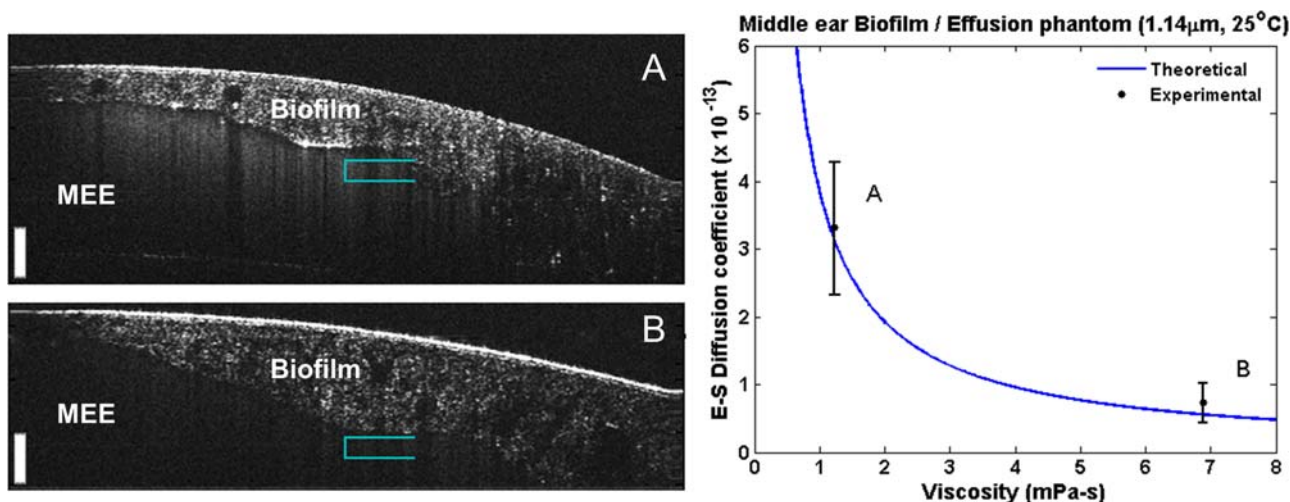 A
Biofilm
MEE
B
Biofilm
MEE
Middle ear Biofilm / Effusion phantom (1.14μm, 25°C)
E-S Diffusion coefficient (x 10⁻¹³)
6
5
4
3
2
1
0
Theoretical
Experimental
A
B
0 1 2 3 4 5 6 7 8
Viscosity (mPa-s)